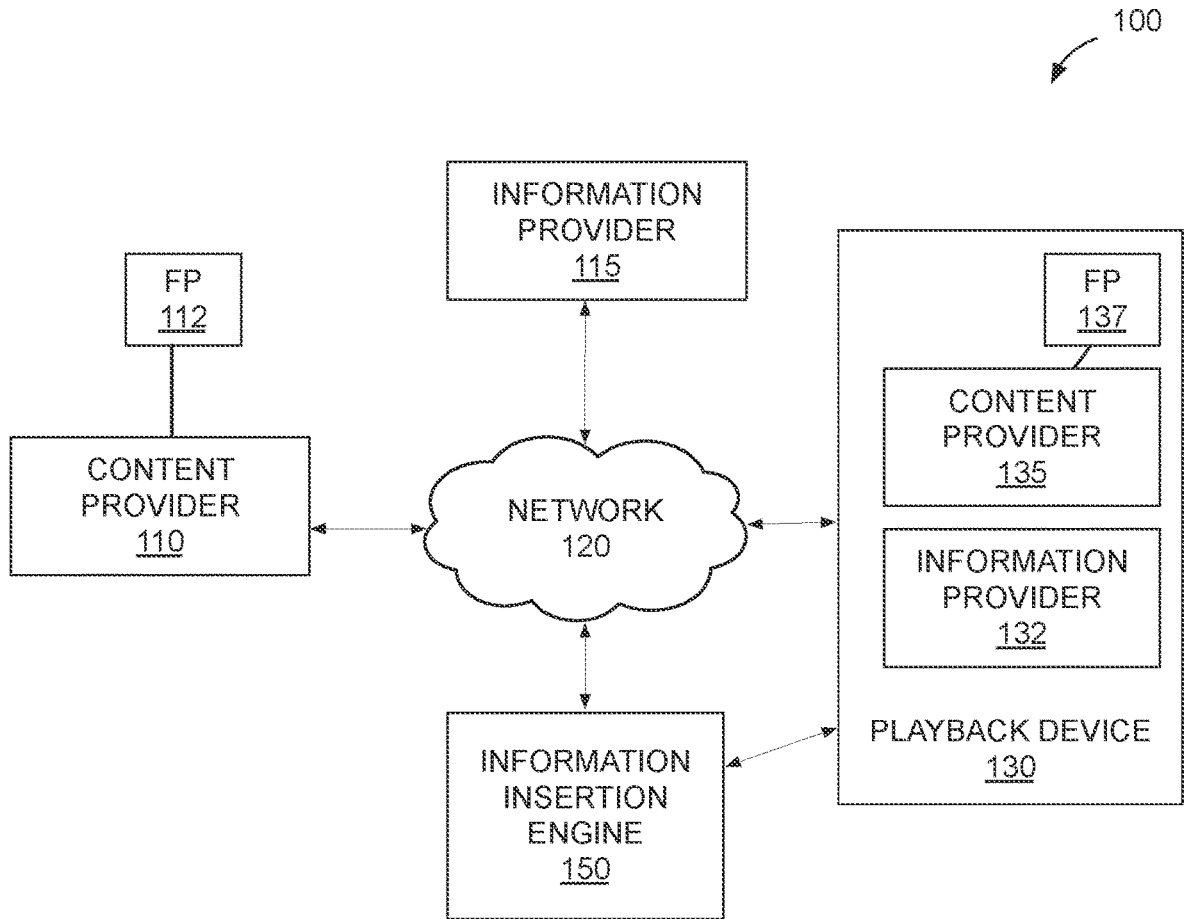 100
INFORMATION
PROVIDER
115
FP
112
FP
137
CONTENT
PROVIDER
135
CONTENT
PROVIDER
110
NETWORK
120
INFORMATION
PROVIDER
132
PLAYBACK DEVICE
130
INFORMATION
INSERTION
ENGINE
150